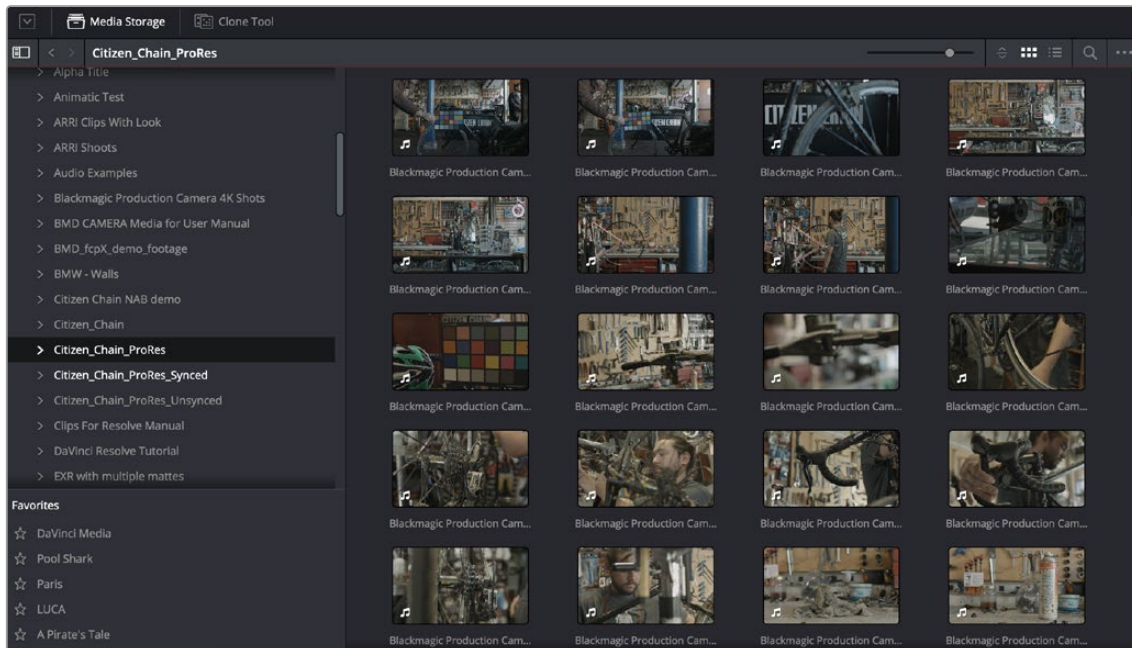 Media Storage
Clone Tool
Citizen_Chain_ProRes
Alpha Title
Animatic Test
ARRI Clips With Look
ARRI Shoots
Audio Examples
Blackmagic Production Camera 4K Shots
BMD CAMERA Media for User Manual
BMD_fcpX_demo_footage
BMW - Walls
Citizen Chain NAB demo
Citizen_Chain
Citizen_Chain_ProRes
Citizen_Chain_ProRes_Synced
Citizen_Chain_ProRes_Unsynced
Clips For Resolve Manual
DaVinci Resolve Tutorial
EXR with multiple mattes
Favorites
DaVinci Media
Pool Shark
Paris
LUCA
A Pirate's Tale
CITIZEN CHAIN
Blackmagic Production Cam...
Blackmagic Production Cam...
Blackmagic Production Cam...
Blackmagic Production Cam...
Blackmagic Production Cam...
Blackmagic Production Cam...
Blackmagic Production Cam...
Blackmagic Production Cam...
CITIZEN CHAIN
Blackmagic Production Cam...
Blackmagic Production Cam...
Blackmagic Production Cam...
Blackmagic Production Cam...
Blackmagic Production Cam...
Blackmagic Production Cam...
Blackmagic Production Cam...
Blackmagic Production Cam...
Blackmagic Production Cam...
Blackmagic Production Cam...
Blackmagic Production Cam...
Blackmagic Production Cam...